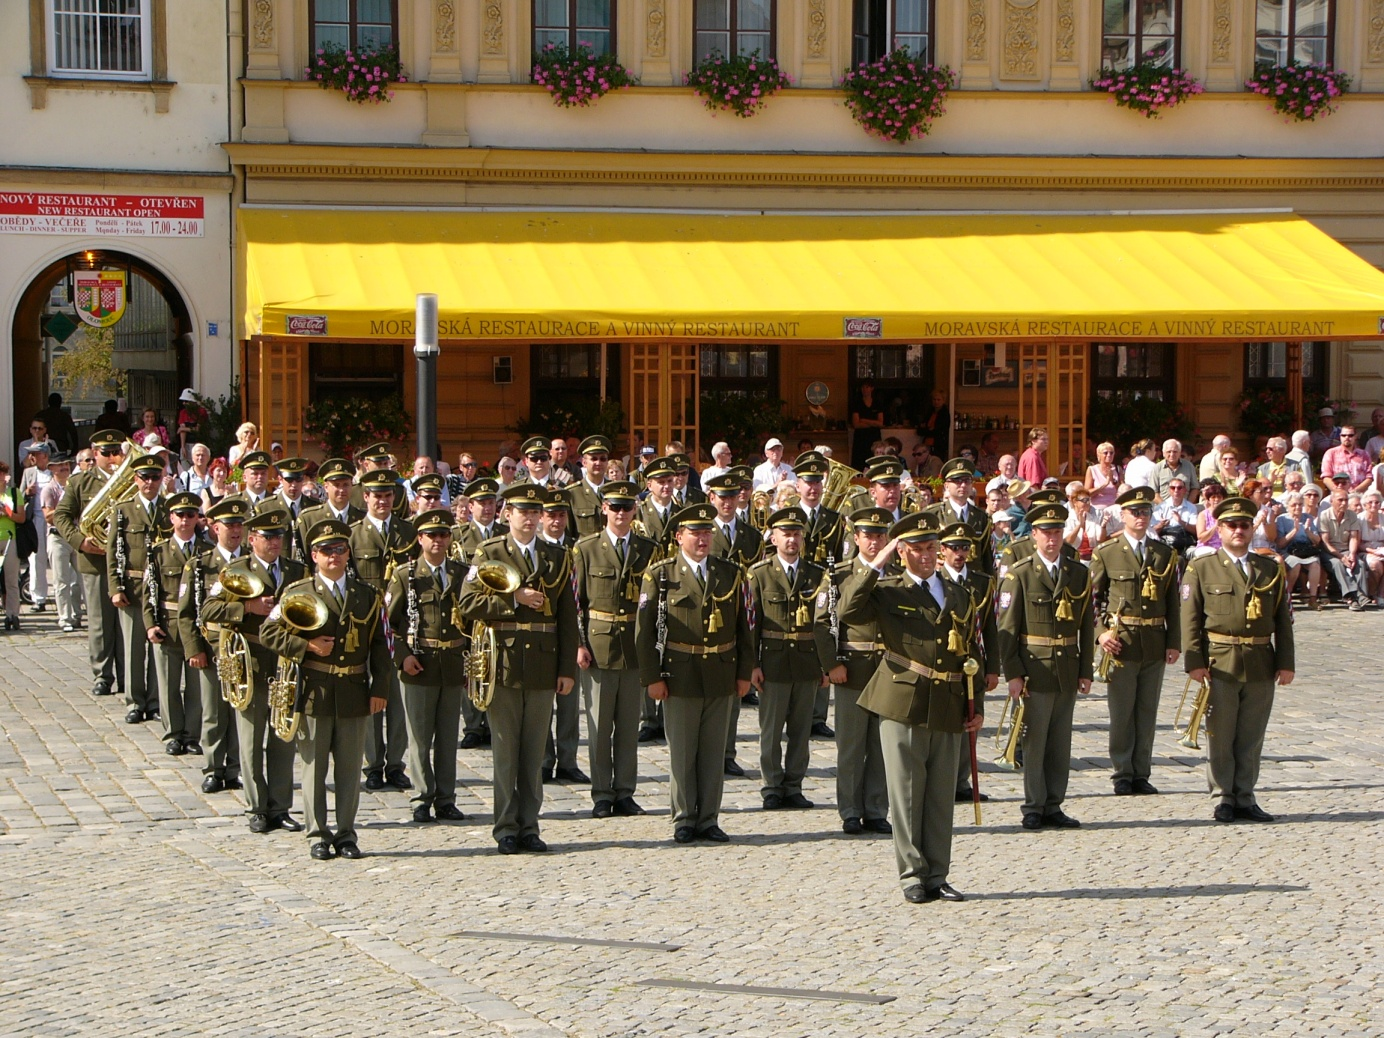 NOVÝ RESTAURANT - OTEVŘEN
NEW RESTAURANT OPEN
OBĚDY - VEČEŘE Pondělí - Pátek 17.00 - 24.00
LUNCH - DINNER - SUPPER Monday - Friday
OLOMOUC
Coca-Cola
MORAVSKÁ RESTAURACE A VINNÝ RESTAURANT
Coca-Cola
MORAVSKÁ RESTAURACE A VINNÝ RESTAURANT